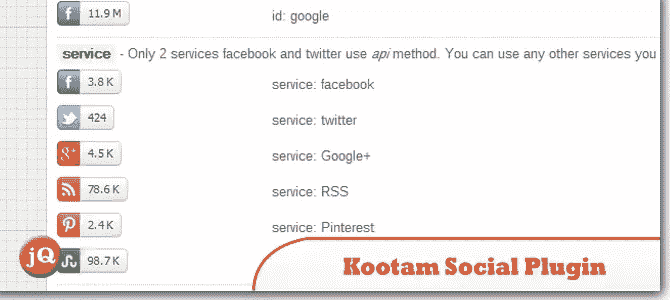 f 11.9 M id: google
service - Only 2 services facebook and twitter use api method. You can use any other services you
f 3.8 K service: facebook
424 service: twitter
g+ 4.5 K service: Google+
78.6 K service: RSS
2.4 K service: Pinterest
jQ 98.7 K
Kootam Social Plugin